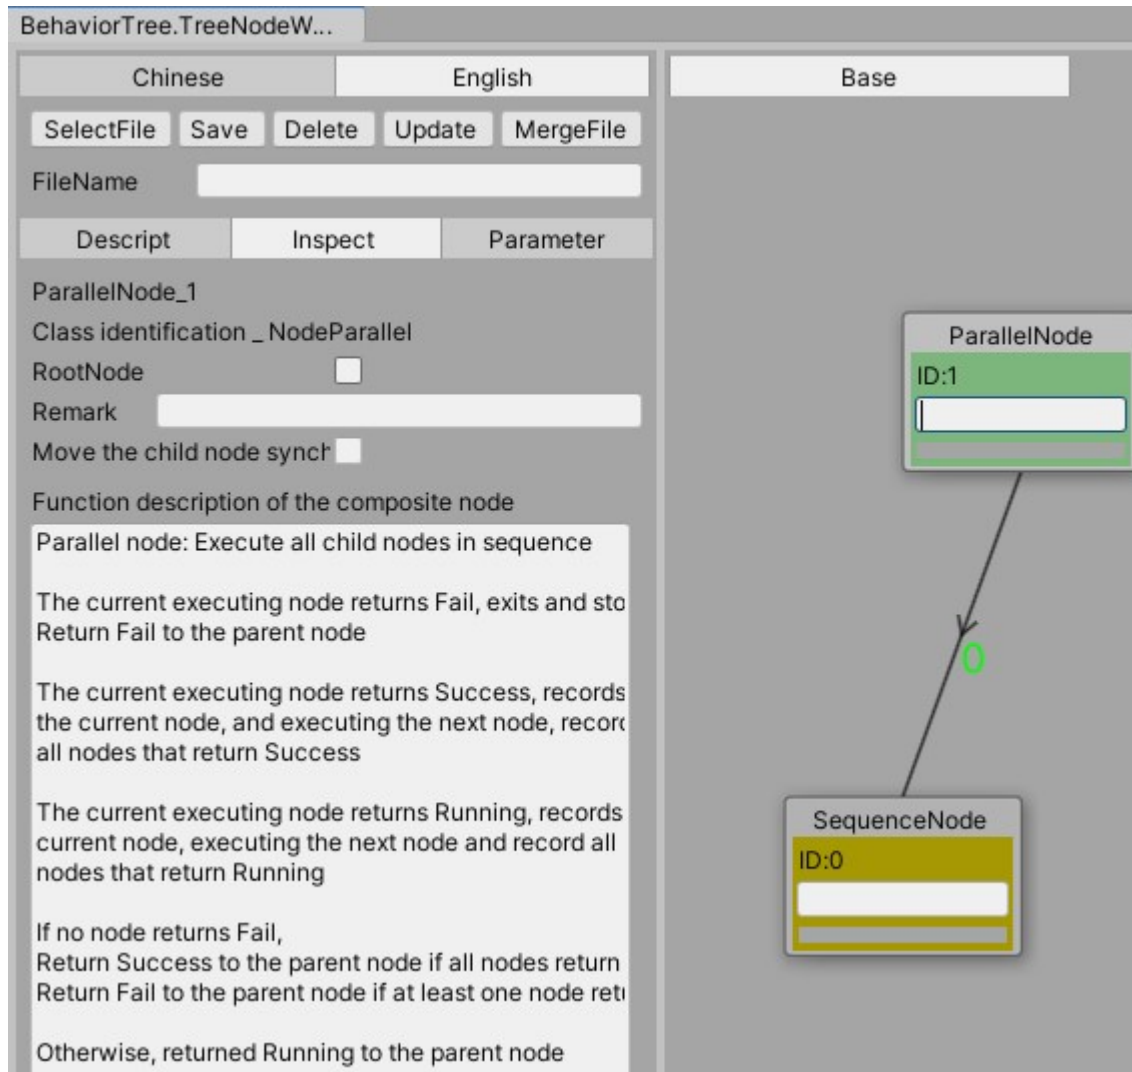 BehaviorTree.TreeNodeW...
Chinese
English
Base
SelectFile
Save
Delete
Update
MergeFile
FileName
Descript
Inspect
Parameter
ParallelNode_1
Class identification _ NodeParallel
RootNode
Remark
Move the child node synch
Function description of the composite node
Parallel node: Execute all child nodes in sequence
The current executing node returns Fail, exits and sto
Return Fail to the parent node
The current executing node returns Success, records
the current node, and executing the next node, record
all nodes that return Success
The current executing node returns Running, records
current node, executing the next node and record all
nodes that return Running
If no node returns Fail,
Return Success to the parent node if all nodes return
Return Fail to the parent node if at least one node retu
Otherwise, returned Running to the parent node
ParallelNode
ID:1
0
SequenceNode
ID:0